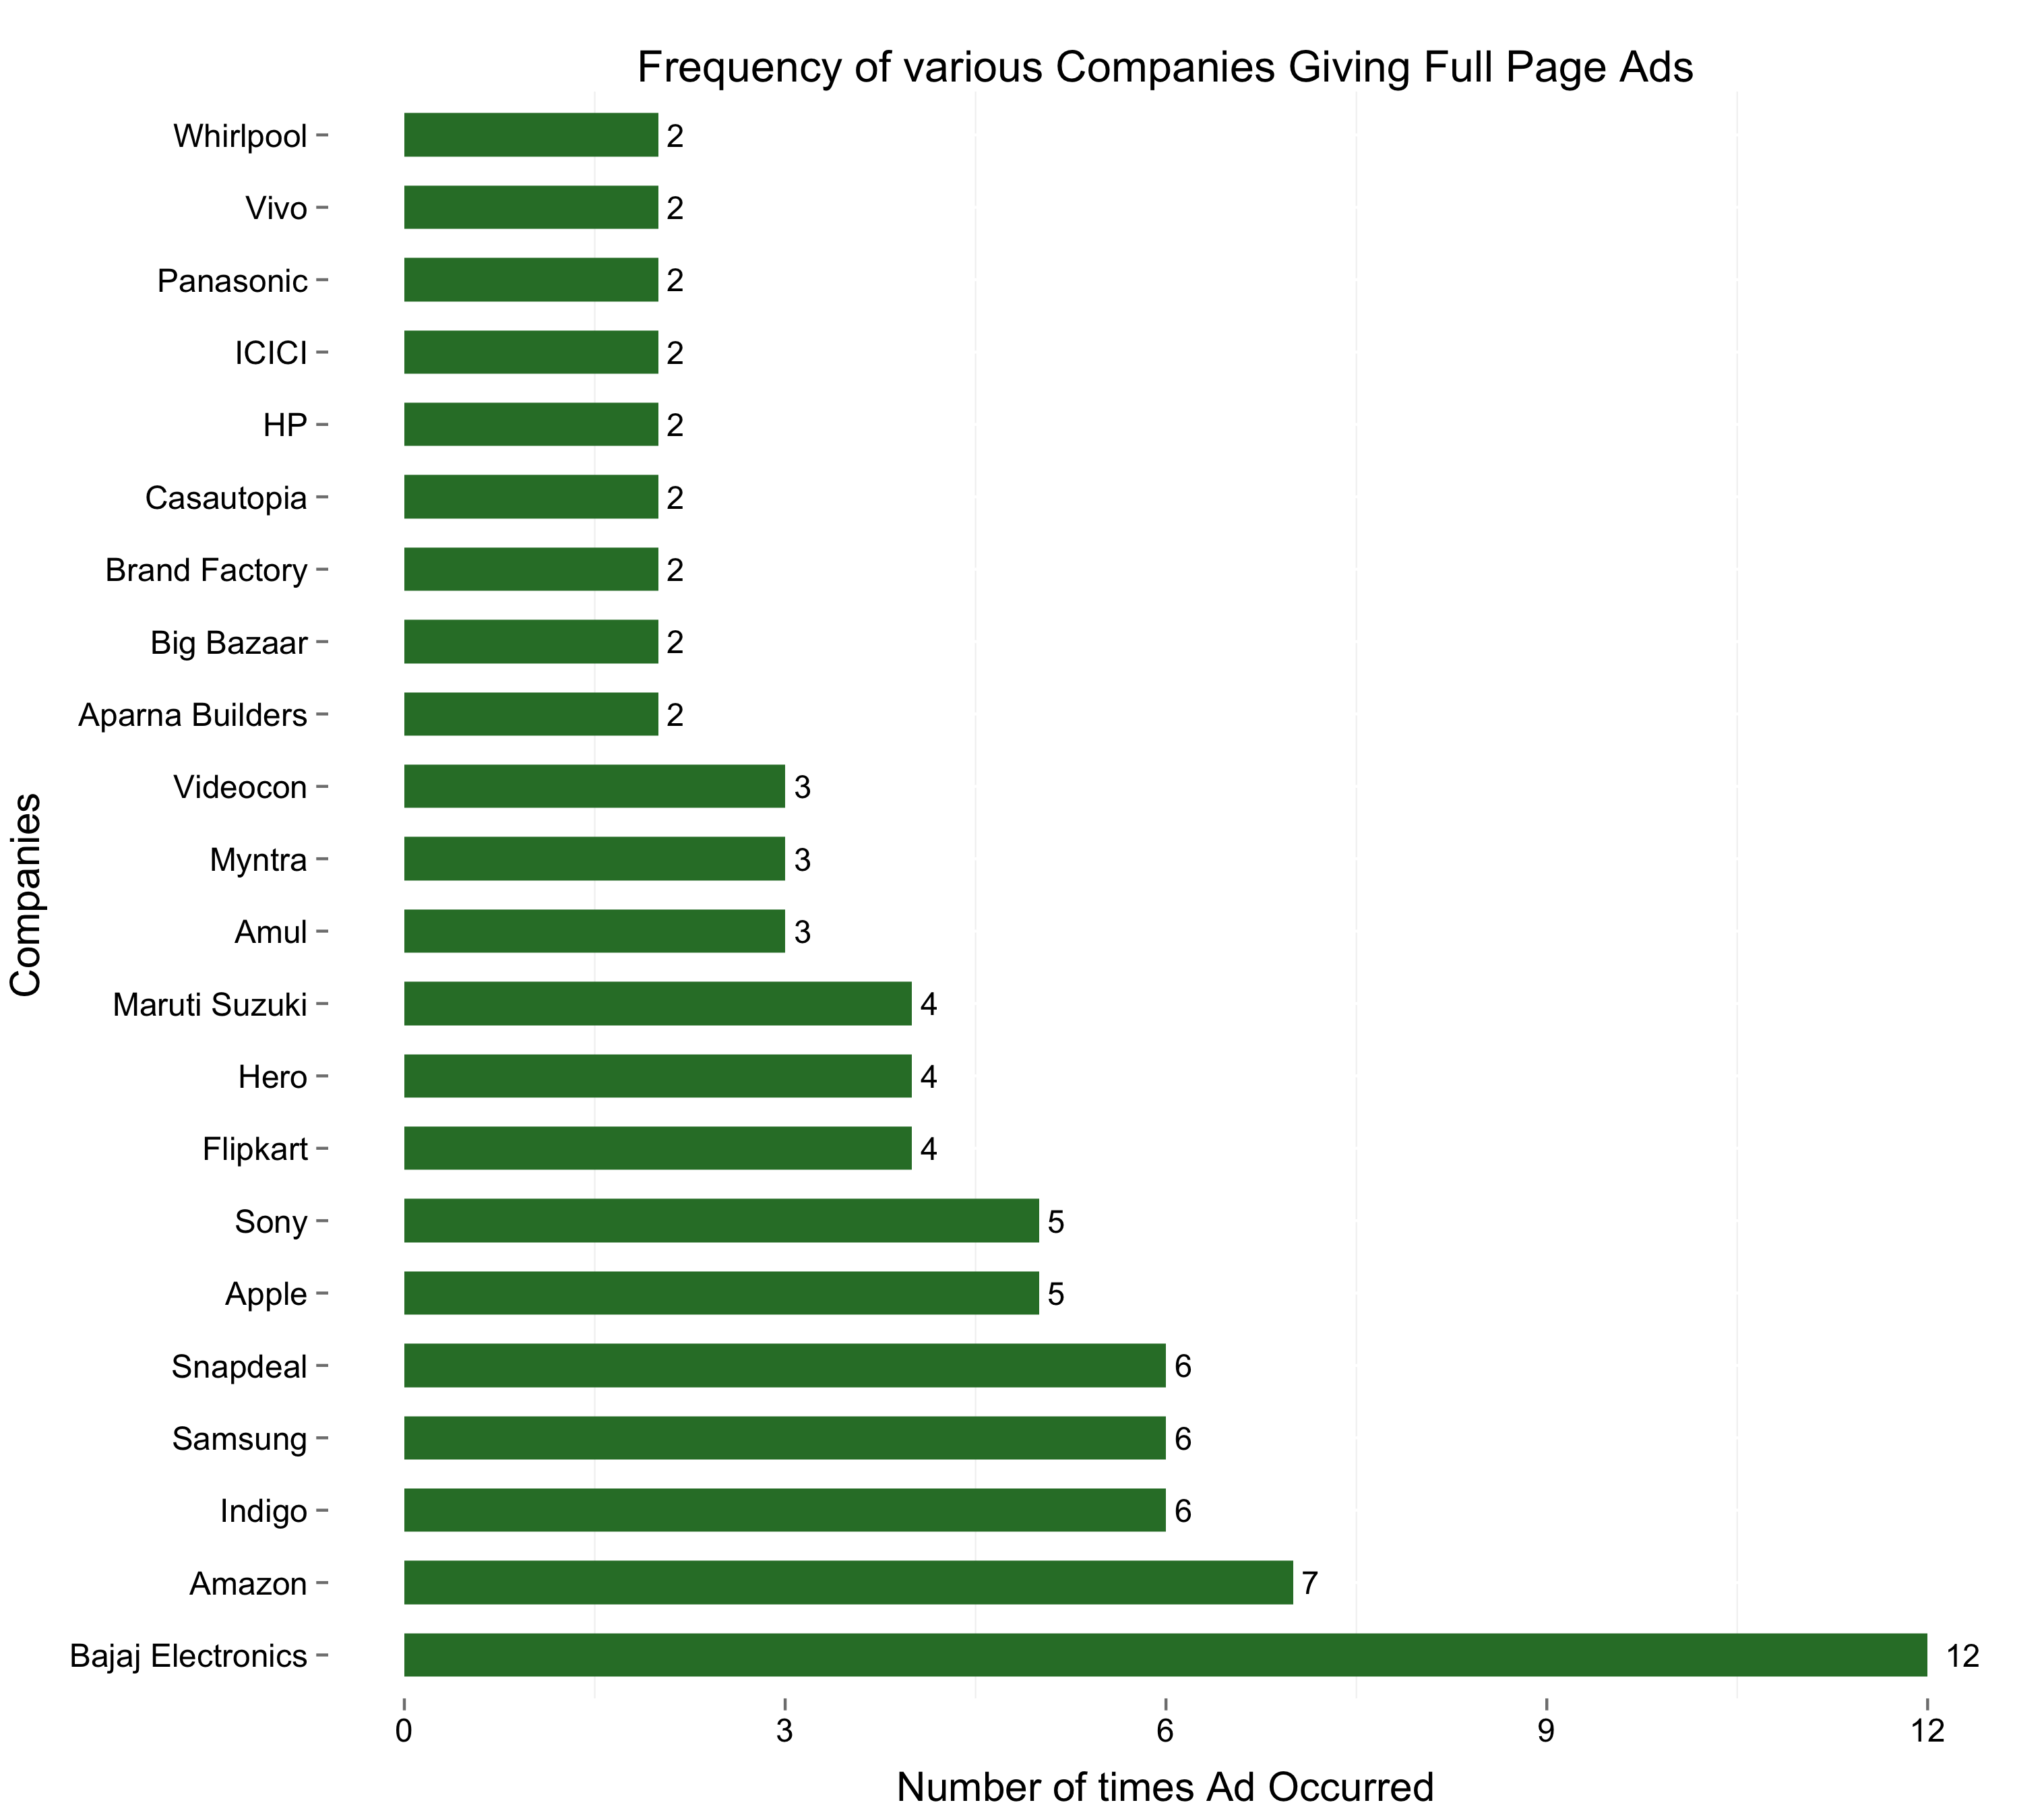 Frequency of various Companies Giving Full Page Ads
Whirlpool 2
Vivo 2
Panasonic 2
ICICI 2
HP 2
Casautopia 2
Brand Factory 2
Big Bazaar 2
Aparna Builders 2
Videocon 3
Myntra 3
Amul 3
Maruti Suzuki 4
Hero 4
Flipkart 4
Sony 5
Apple 5
Snapdeal 6
Samsung 6
Indigo 6
Amazon 7
Bajaj Electronics 12
Companies
0 3 6 9 12
Number of times Ad Occurred